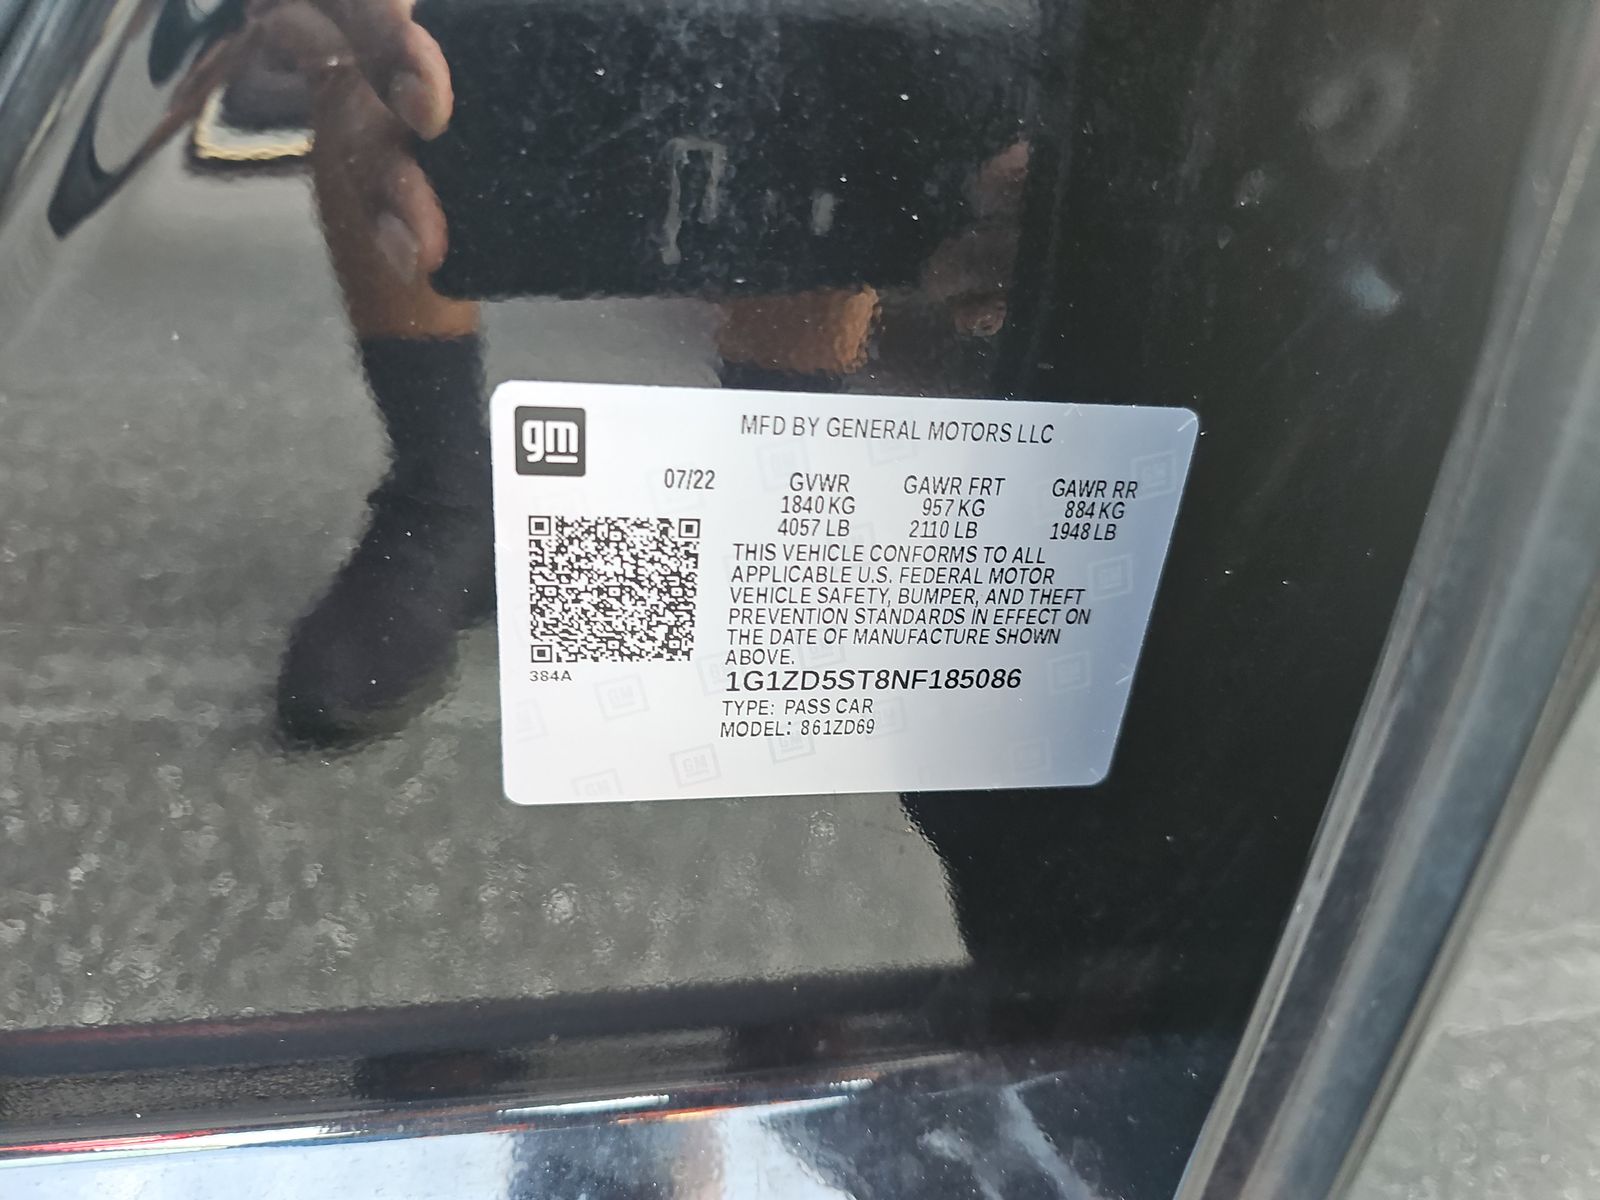 gm
MFD BY GENERAL MOTORS LLC
07/22 GVWR GAWR FRT GAWR RR
1840 KG 957 KG 884 KG
4057 LB 2110 LB 1948 LB
THIS VEHICLE CONFORMS TO ALL
APPLICABLE U.S. FEDERAL MOTOR
VEHICLE SAFETY, BUMPER, AND THEFT
PREVENTION STANDARDS IN EFFECT ON
THE DATE OF MANUFACTURE SHOWN
ABOVE.
384A
1G1ZD5ST8NF185086
TYPE: PASS CAR
MODEL: 861ZD69